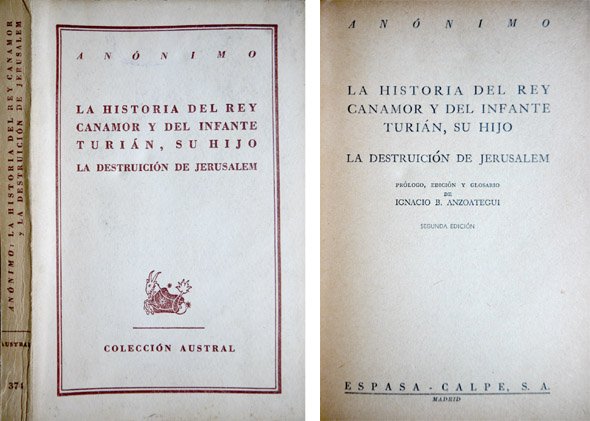 ANÓNIMO: LA HISTORIA DEL REY CANAMOR
y LA DESTRUICIÓN DE JERUSALEM
AUSTRAL
374
ANÓNIMO
LA HISTORIA DEL REY
CANAMOR Y DEL INFANTE
TURIÁN, SU HIJO
LA DESTRUICIÓN DE JERUSALEM
COLECCIÓN AUSTRAL
ANÓNIMO
LA HISTORIA DEL REY
CANAMOR Y DEL INFANTE
TURIÁN, SU HIJO
LA DESTRUICIÓN DE JERUSALEM
PRÓLOGO, EDICIÓN Y GLOSARIO
DE
IGNACIO B. ANZOATEGUI
SEGUNDA EDICIÓN
ESPASA - CALPE, S. A.
MADRID